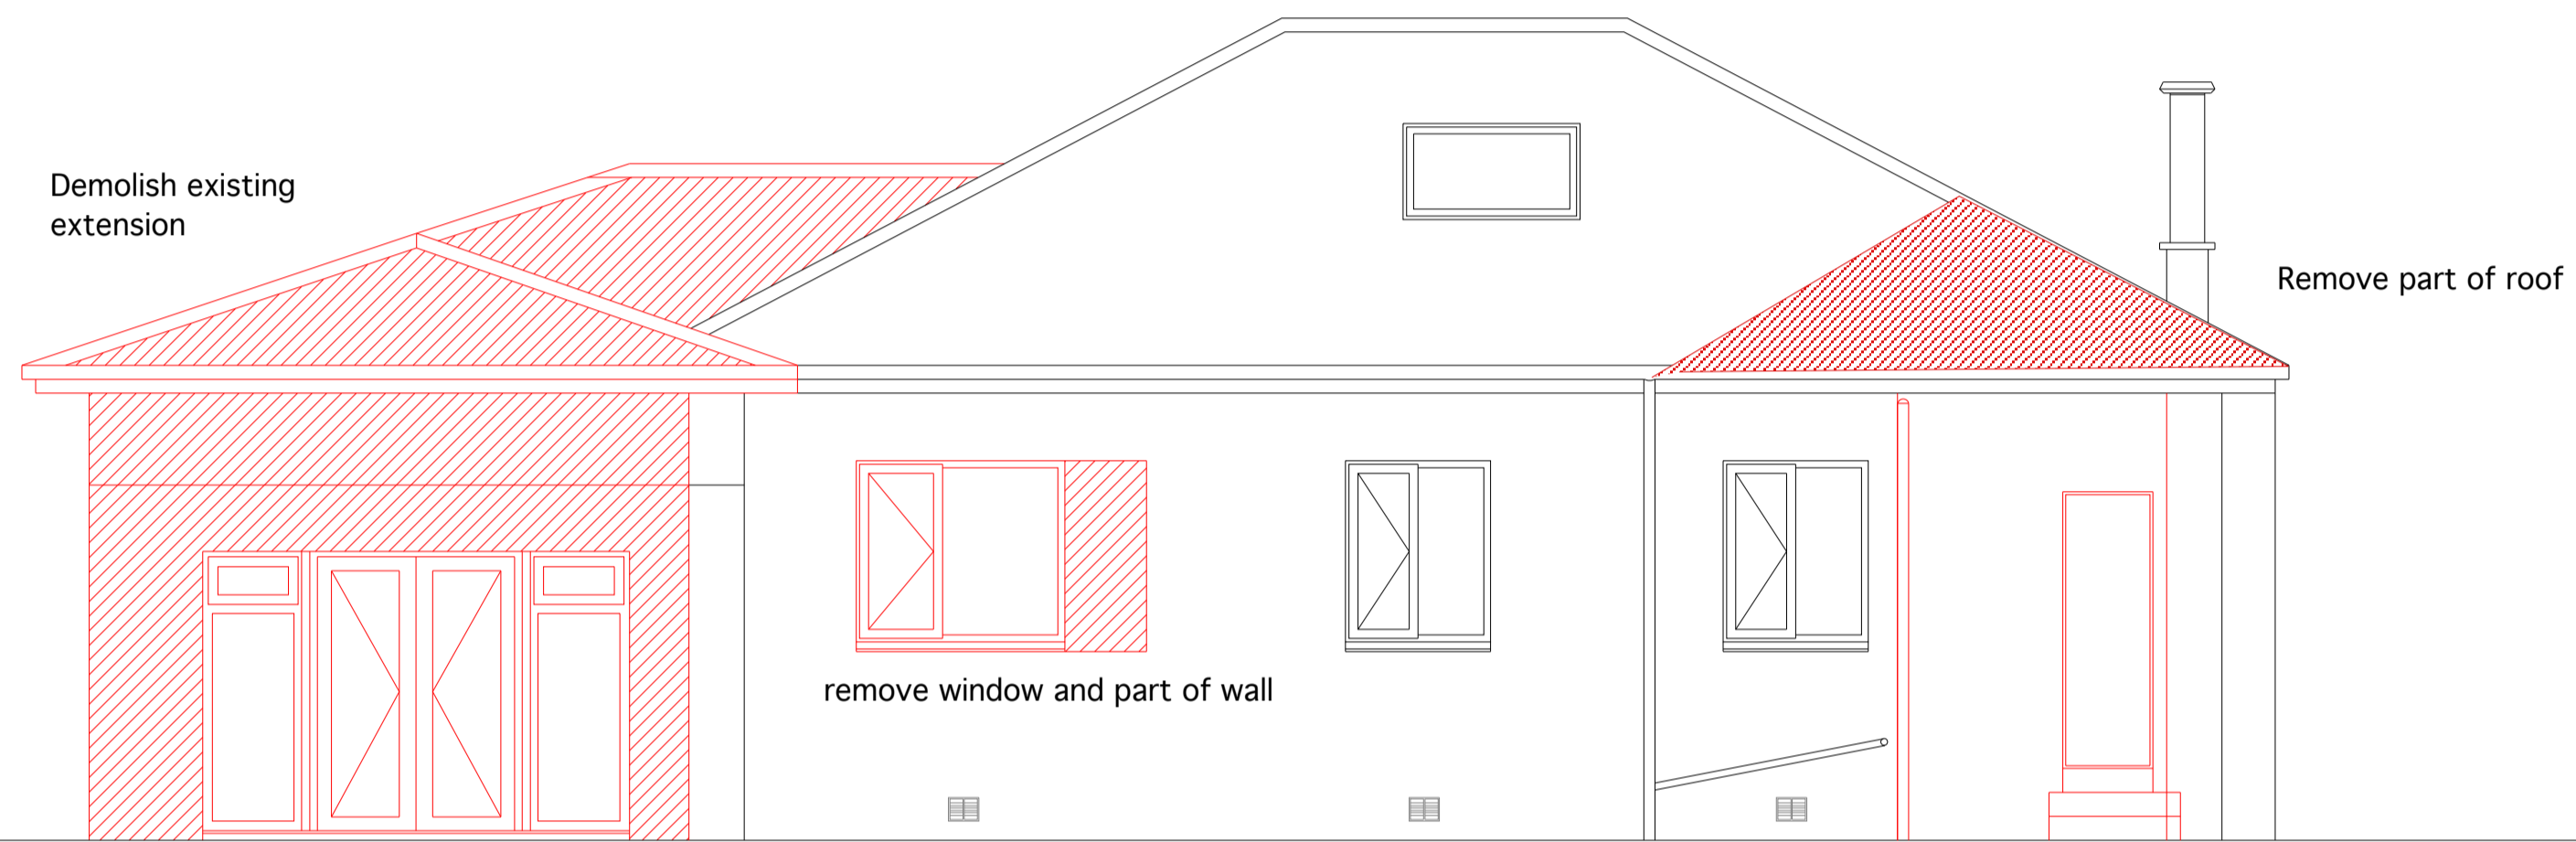 Demolish existing
extension
Remove part of roof
remove window and part of wall